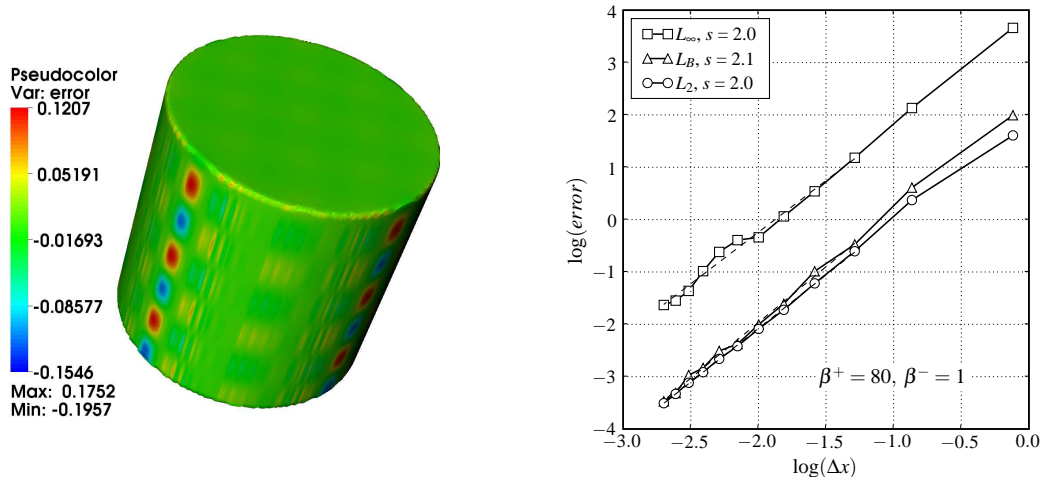 Pseudocolor
Var: error
0.1207
0.05191
-0.01693
-0.08577
-0.1546
Max: 0.1752
Min: -0.1957
log(error)
4
3
2
1
0
−1
−2
−3
−4
L∞, s = 2.0
L_B, s = 2.1
L_2, s = 2.0
β⁺ = 80, β⁻ = 1
−3.0 −2.5 −2.0 −1.5 −1.0 −0.5 0.0
log(Δx)